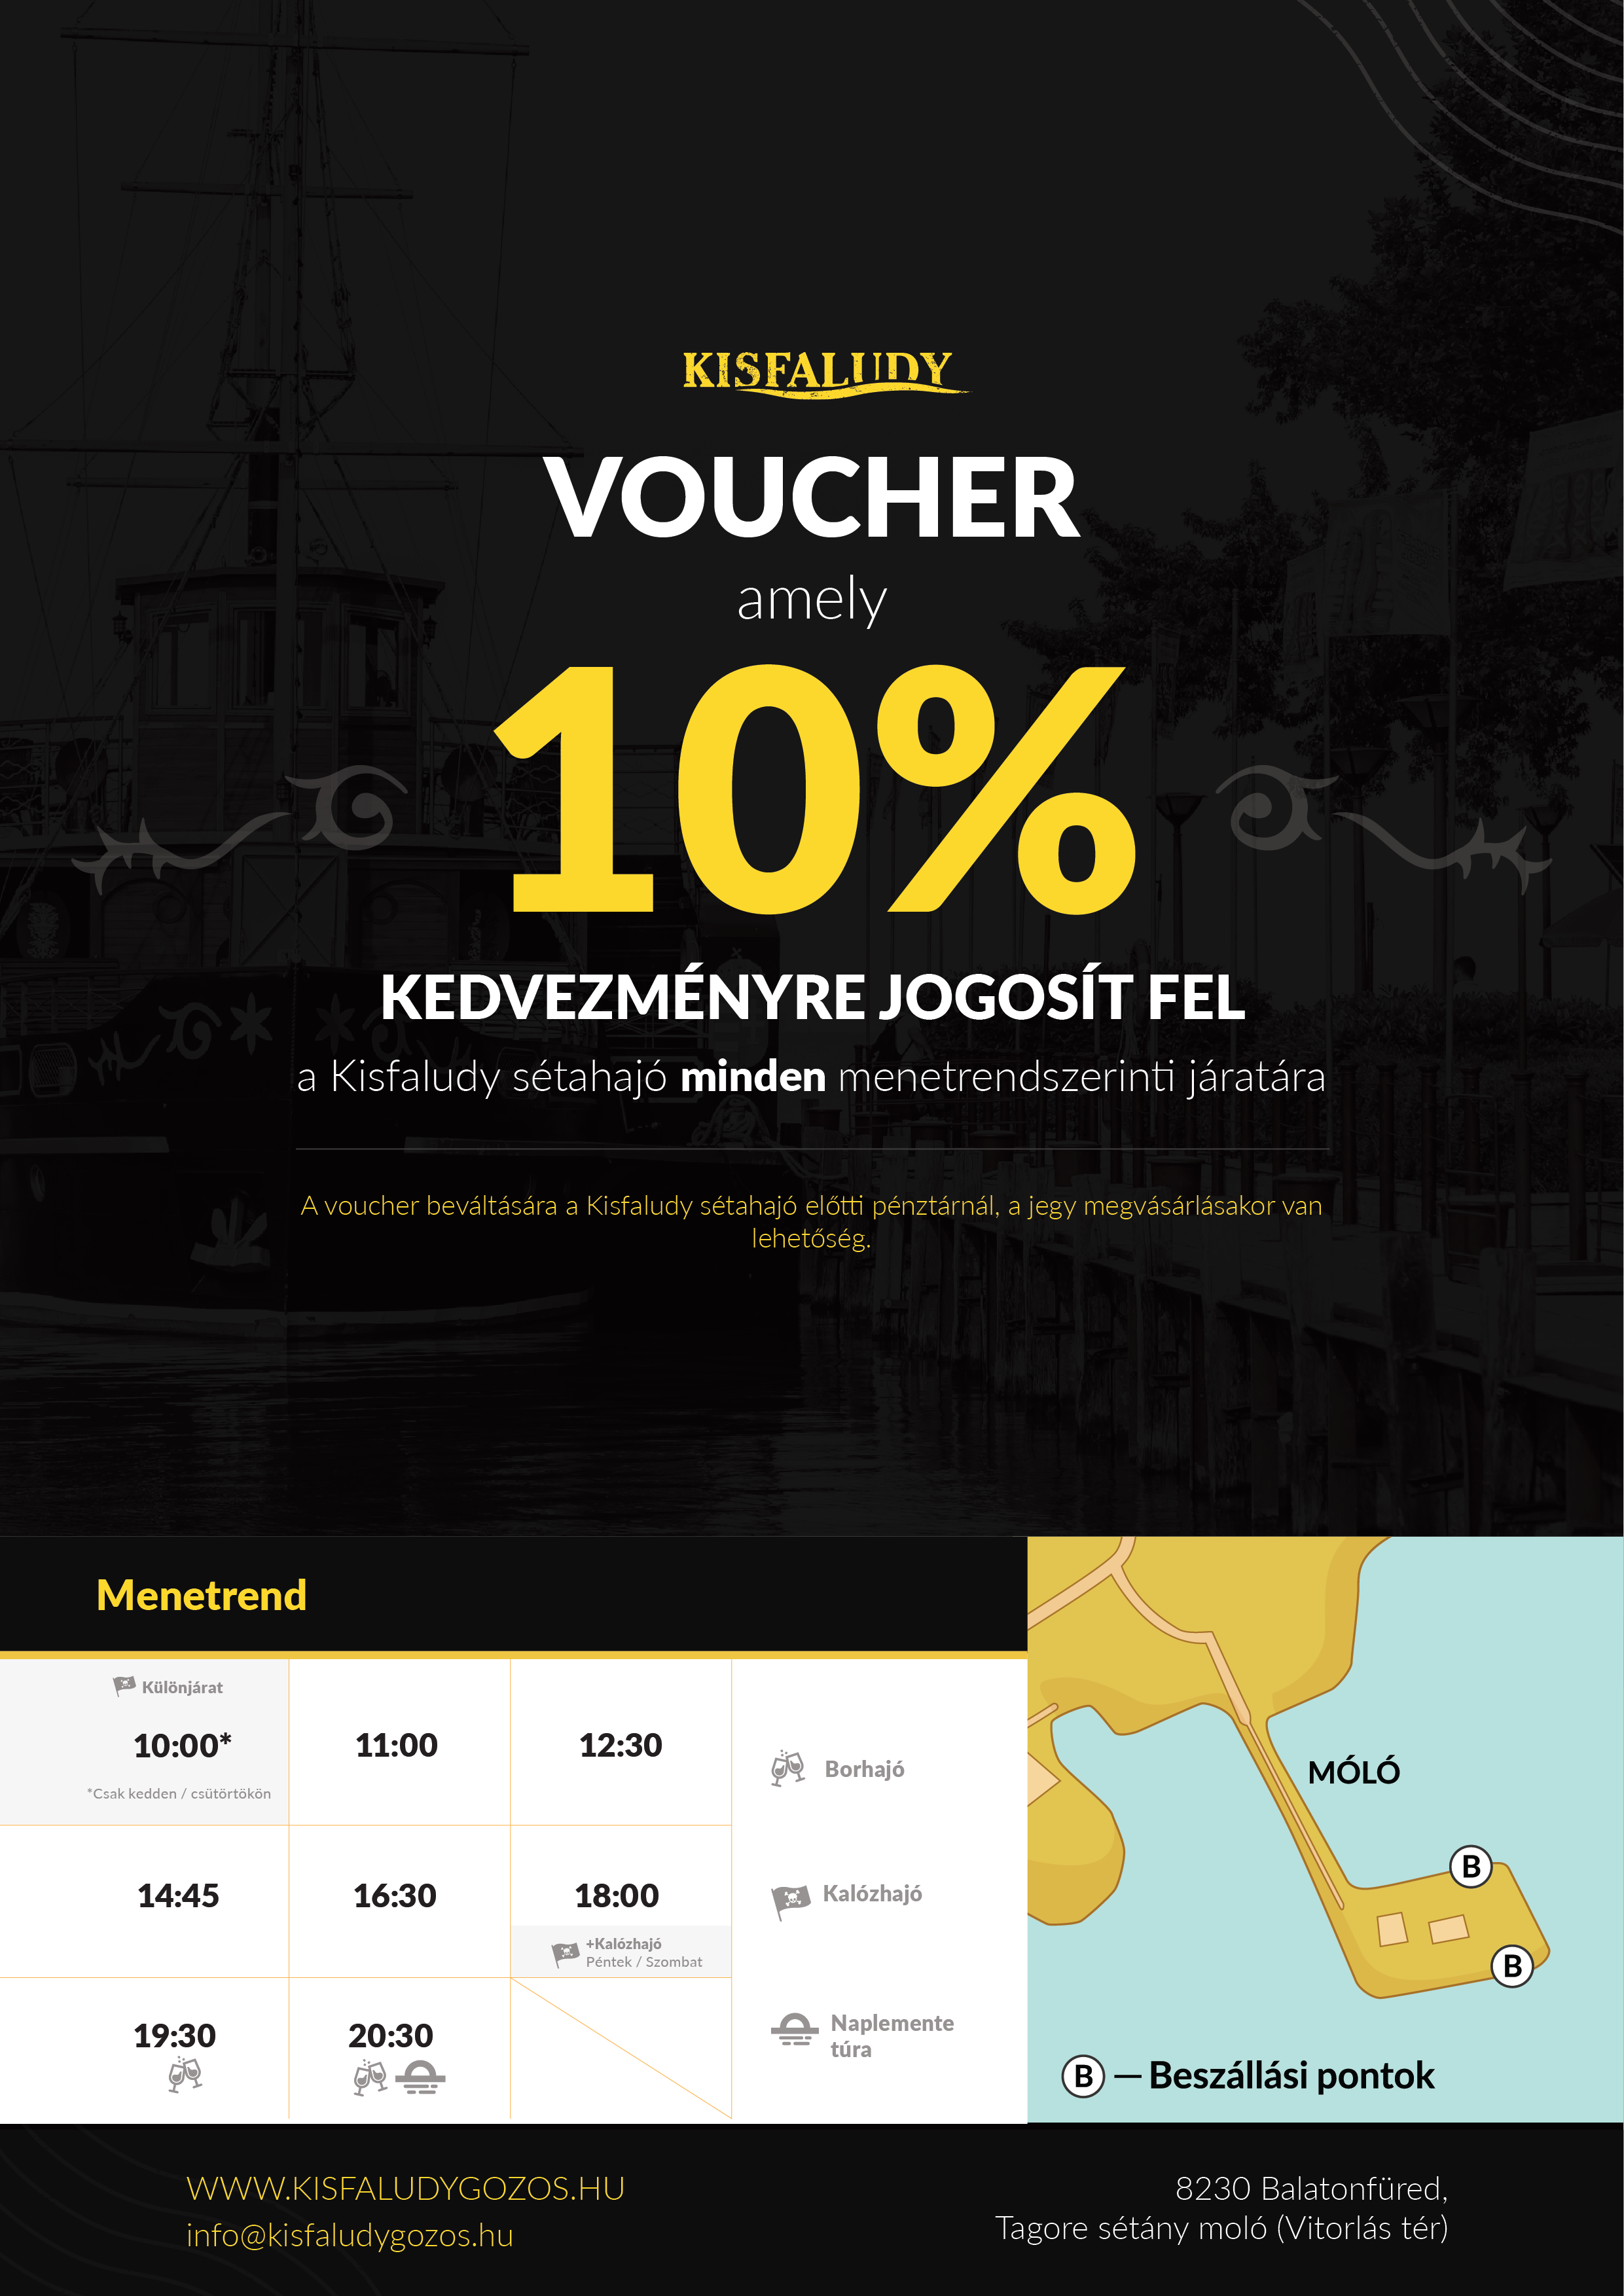 KISFALUDY
VOUCHER
amely
10%
KEDVEZMÉNYRE JOGOSÍT FEL
a Kisfaludy sétahajó minden menetrendszerinti járatára
A voucher beváltására a Kisfaludy sétahajó előtti pénztárnál, a jegy megvásárlásakor van
lehetőség.
Menetrend
Különjárat
10:00*
*Csak kedden / csütörtökön
11:00
12:30
Borhajó
14:45
16:30
18:00
+Kalózhajó
Péntek / Szombat
Kalózhajó
19:30
20:30
Naplemente
túra
MÓLÓ
B
B
B — Beszállási pontok
WWW.KISFALUDYGOZOS.HU
info@kisfaludygozos.hu
8230 Balatonfüred,
Tagore sétány moló (Vitorlás tér)